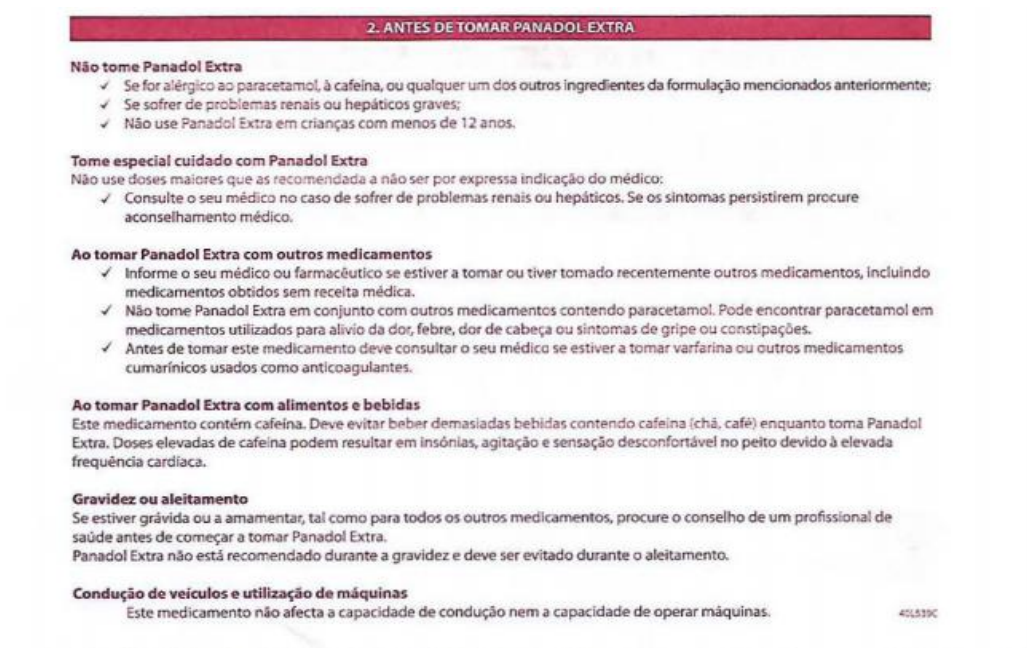 2. ANTES DE TOMAR PANADOL EXTRA
Não tome Panadol Extra
✓ Se for alérgico ao paracetamol, à cafeína, ou qualquer um dos outros ingredientes da formulação mencionados anteriormente;
✓ Se sofrer de problemas renais ou hepáticos graves;
✓ Não use Panadol Extra em crianças com menos de 12 anos.
Tome especial cuidado com Panadol Extra
Não use doses maiores que as recomendada a não ser por expressa indicação do médico:
✓ Consulte o seu médico no caso de sofrer de problemas renais ou hepáticos. Se os sintomas persistirem procure
aconselhamento médico.
Ao tomar Panadol Extra com outros medicamentos
✓ Informe o seu médico ou farmacêutico se estiver a tomar ou tiver tomado recentemente outros medicamentos, incluindo
medicamentos obtidos sem receita médica.
✓ Não tome Panadol Extra em conjunto com outros medicamentos contendo paracetamol. Pode encontrar paracetamol em
medicamentos utilizados para alivio da dor, febre, dor de cabeça ou sintomas de gripe ou constipações.
✓ Antes de tomar este medicamento deve consultar o seu médico se estiver a tomar varfarina ou outros medicamentos
cumarínicos usados como anticoagulantes.
Ao tomar Panadol Extra com alimentos e bebidas
Este medicamento contém cafeína. Deve evitar beber demasiadas bebidas contendo cafeína (chá, café) enquanto toma Panadol
Extra. Doses elevadas de cafeína podem resultar em insónias, agitação e sensação desconfortável no peito devido à elevada
frequência cardíaca.
Gravidez ou aleitamento
Se estiver grávida ou a amamentar, tal como para todos os outros medicamentos, procure o conselho de um profissional de
saúde antes de começar a tomar Panadol Extra.
Panadol Extra não está recomendado durante a gravidez e deve ser evitado durante o aleitamento.
Condução de veículos e utilização de máquinas
Este medicamento não afecta a capacidade de condução nem a capacidade de operar máquinas.